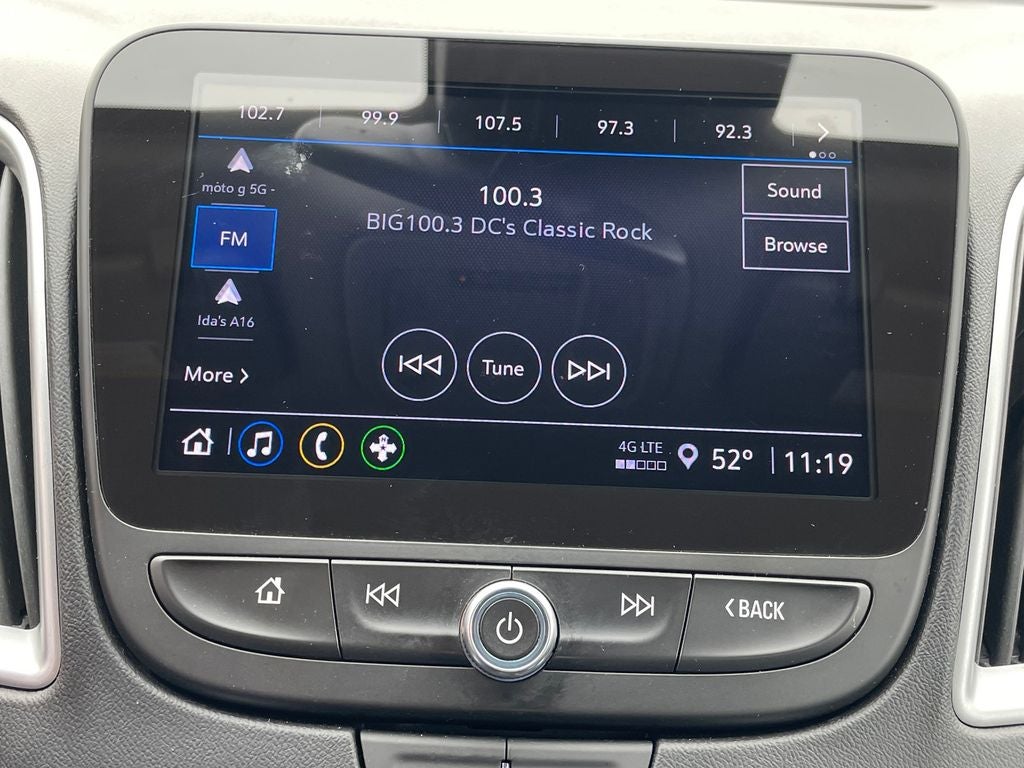 102.7 99.9 107.5 97.3 92.3
moto g 5G -
100.3
Sound
BIG100.3 DC's Classic Rock
FM
Browse
Ida's A16
More
Tune
4G LTE
52° 11:19
BACK